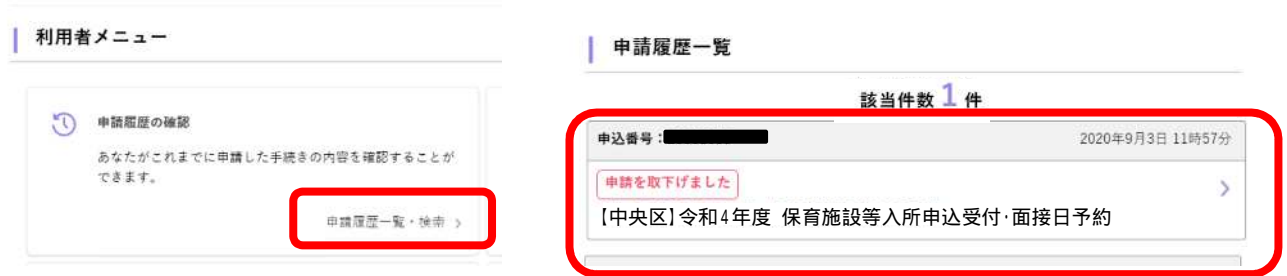 利用者メニュー
申請履歴の確認
あなたがこれまでに申請した手続きの内容を確認することが
できます。
申請履歴一覧・検索 >
申請履歴一覧
該当件数 1 件
申込番号:
2020年9月3日 11時57分
申請を取下げました
【中央区】令和4年度 保育施設等入所申込受付・面接日予約